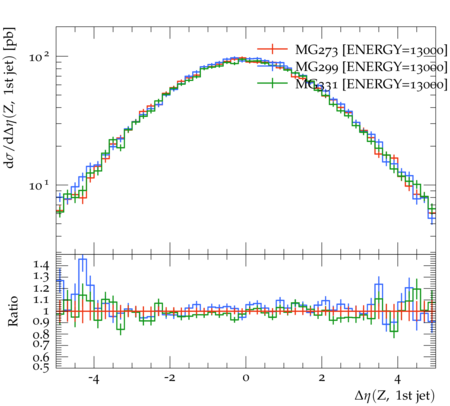 dσ/dΔη(Z, 1st jet) [pb]
10²
10¹
MG273 [ENERGY=13000]
MG299 [ENERGY=13000]
MG331 [ENERGY=13000]
Ratio
1.4
1.3
1.2
1.1
1
0.9
0.8
0.7
0.6
0.5
-4 -2 0 2 4
Δη(Z, 1st jet)